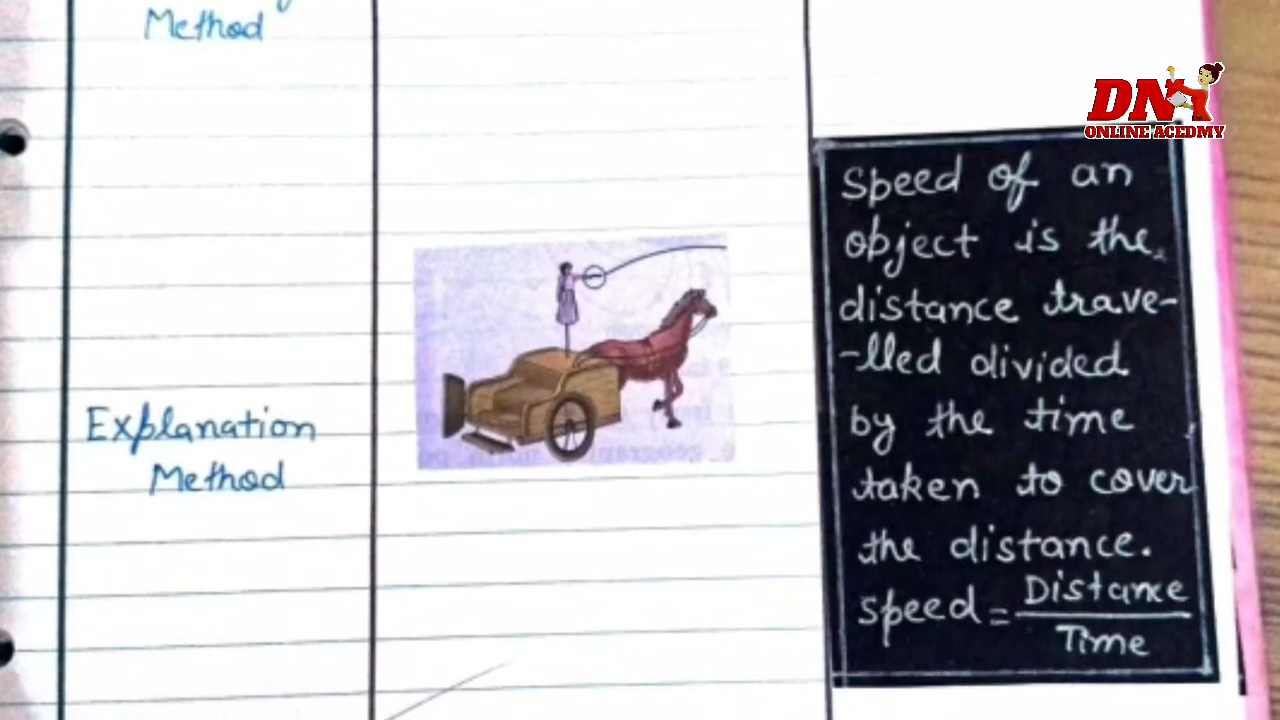 Method
Explanation
Method
DNA
ONLINE ACEDMY
Speed of an
object is the
distance trave-
-lled divided
by the time
taken to cover
the distance.
Speed = Distance
Time